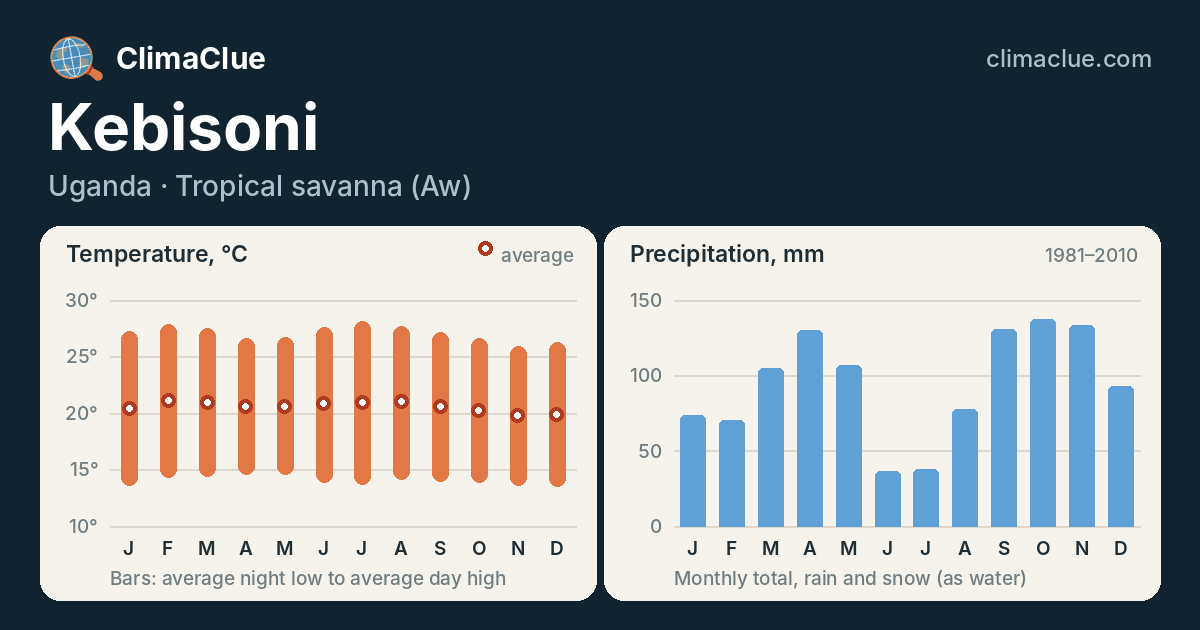 ClimaClue
climaclue.com
Kebisoni
Uganda · Tropical savanna (Aw)
Temperature, °C
average
30°
25°
20°
15°
10°
J F M A M J J A S O N D
Bars: average night low to average day high
Precipitation, mm
1981–2010
150
100
50
0
J F M A M J J A S O N D
Monthly total, rain and snow (as water)